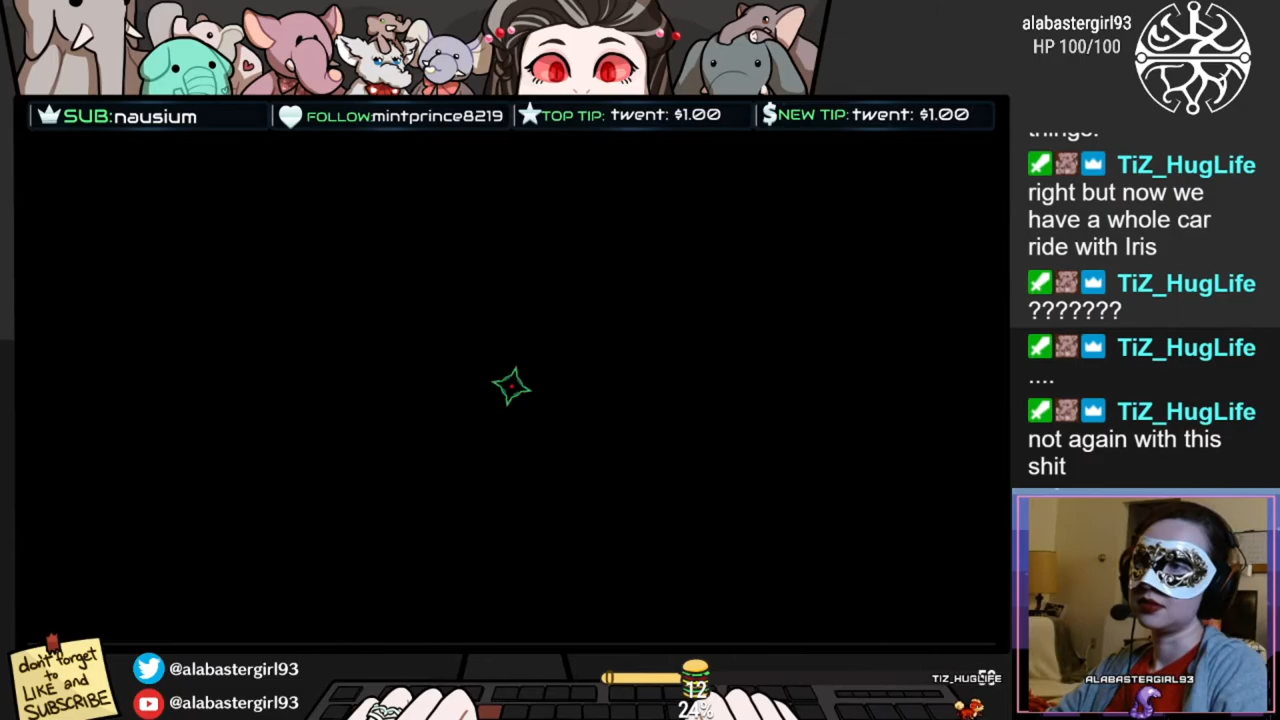 alabastergirl93
HP 100/100
SUB:nausium
FOLLOW:mintprince8219
TOP TIP: twent: $1.00
NEW TIP: twent: $1.00
things.
TiZ_HugLife
right but now we
have a whole car
ride with Iris
TiZ_HugLife
???????
TiZ_HugLife
....
TiZ_HugLife
not again with this
shit
don't forget
to
LIKE and
SUBSCRIBE
@alabastergirl93
@alabastergirl93
12
24%
TIZ_HUGLIFE
ALABASTERGIRL93